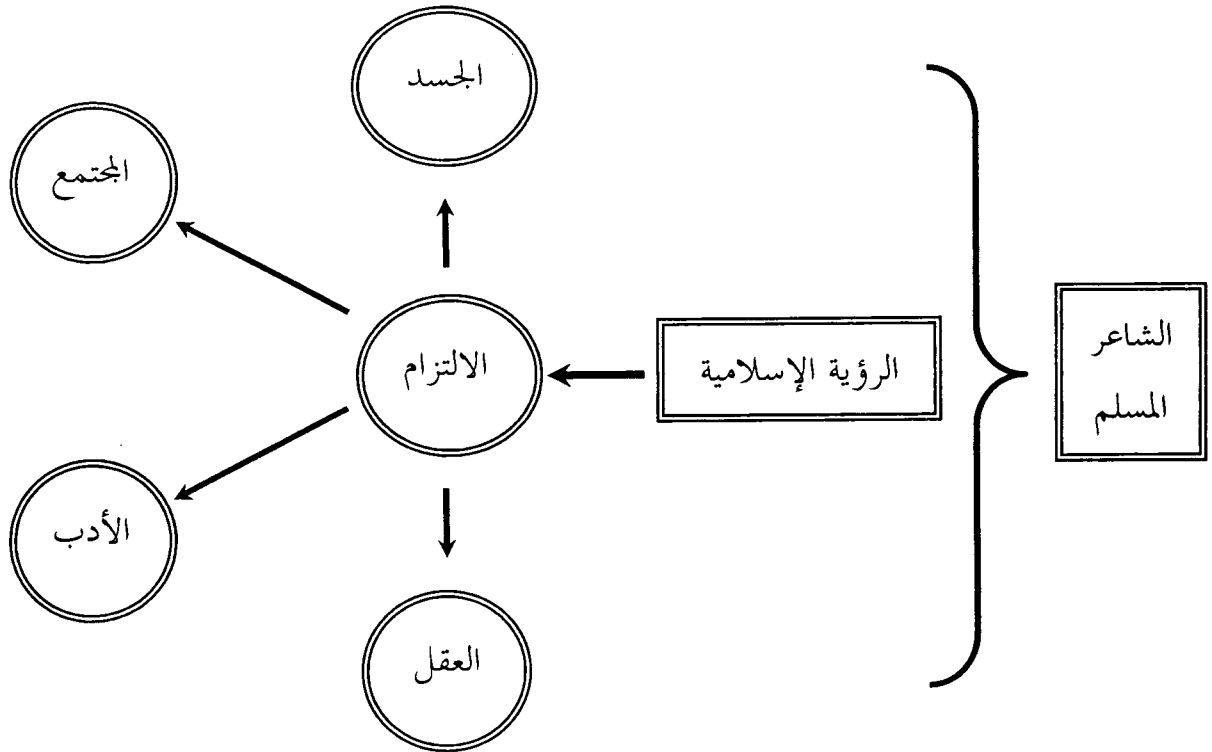 الشاعر
المسلم
الرؤية الإسلامية
الالتزام
الجسد
المجتمع
الأدب
العقل